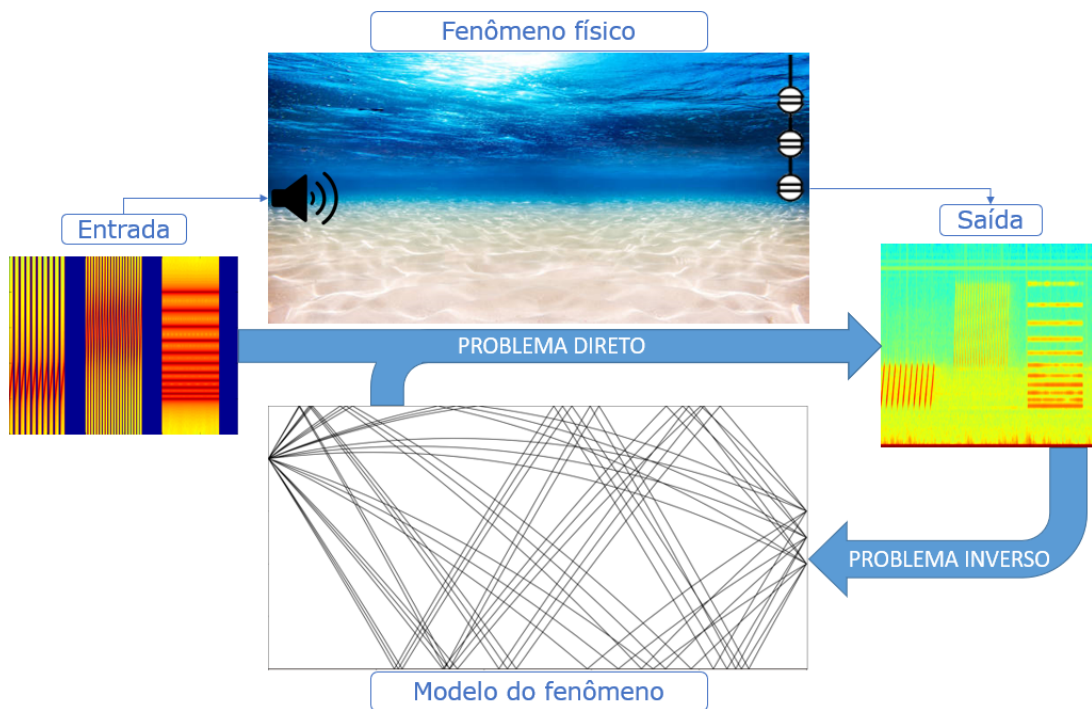 Fenômeno físico
Entrada
Saída
PROBLEMA DIRETO
PROBLEMA INVERSO
Modelo do fenômeno